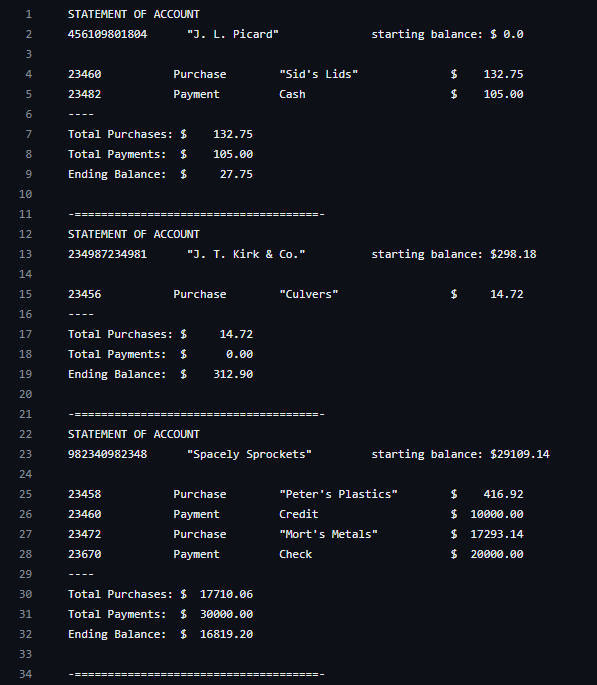 1 STATEMENT OF ACCOUNT
2 456109801804 "J. L. Picard" starting balance: $ 0.0
3
4 23460 Purchase "Sid's Lids" $ 132.75
5 23482 Payment Cash $ 105.00
6 ----
7 Total Purchases: $ 132.75
8 Total Payments: $ 105.00
9 Ending Balance: $ 27.75
10
11 -=====================================-
12 STATEMENT OF ACCOUNT
13 234987234981 "J. T. Kirk & Co." starting balance: $298.18
14
15 23456 Purchase "Culvers" $ 14.72
16 ----
17 Total Purchases: $ 14.72
18 Total Payments: $ 0.00
19 Ending Balance: $ 312.90
20
21 -=====================================-
22 STATEMENT OF ACCOUNT
23 982340982348 "Spacely Sprockets" starting balance: $29109.14
24
25 23458 Purchase "Peter's Plastics" $ 416.92
26 23460 Payment Credit $ 10000.00
27 23472 Purchase "Mort's Metals" $ 17293.14
28 23670 Payment Check $ 20000.00
29 ----
30 Total Purchases: $ 17710.06
31 Total Payments: $ 30000.00
32 Ending Balance: $ 16819.20
33
34 -=====================================-